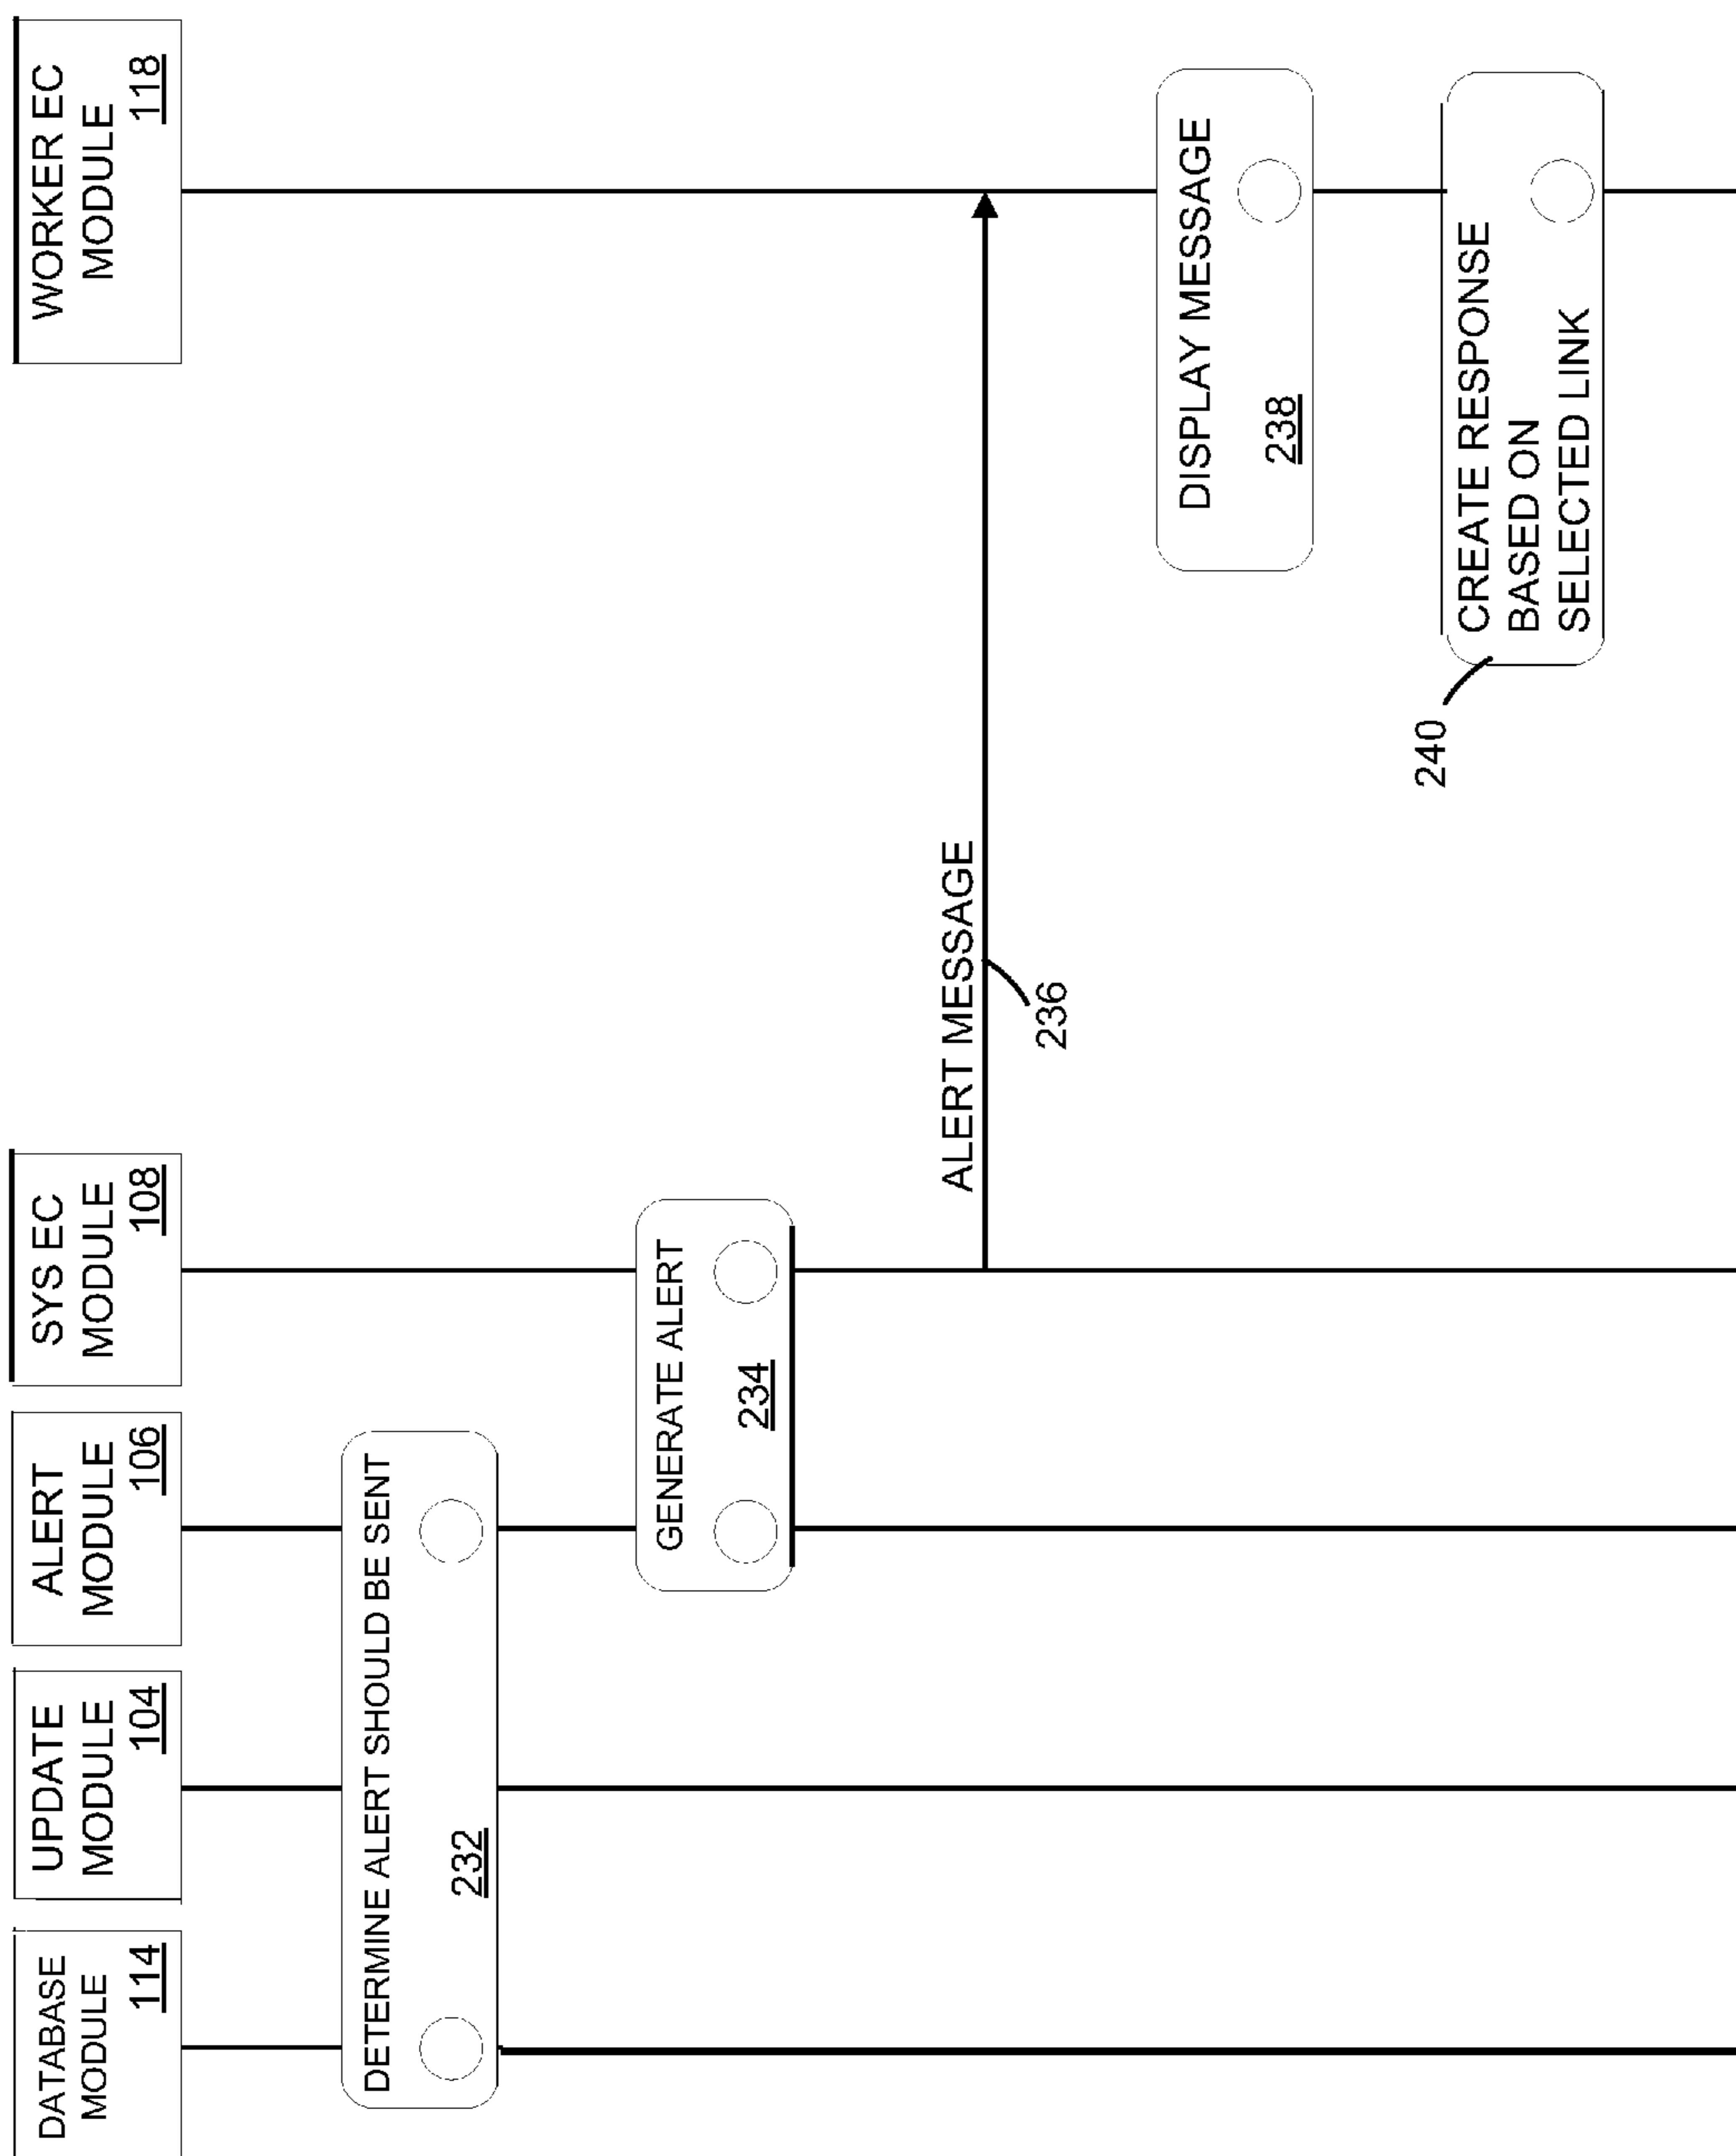 DATABASE
MODULE
114
UPDATE
MODULE
104
ALERT
MODULE
106
SYS EC
MODULE
108
WORKER EC
MODULE
118
DETERMINE ALERT SHOULD BE SENT
232
GENERATE ALERT
234
ALERT MESSAGE
236
DISPLAY MESSAGE
238
CREATE RESPONSE
BASED ON
SELECTED LINK
240